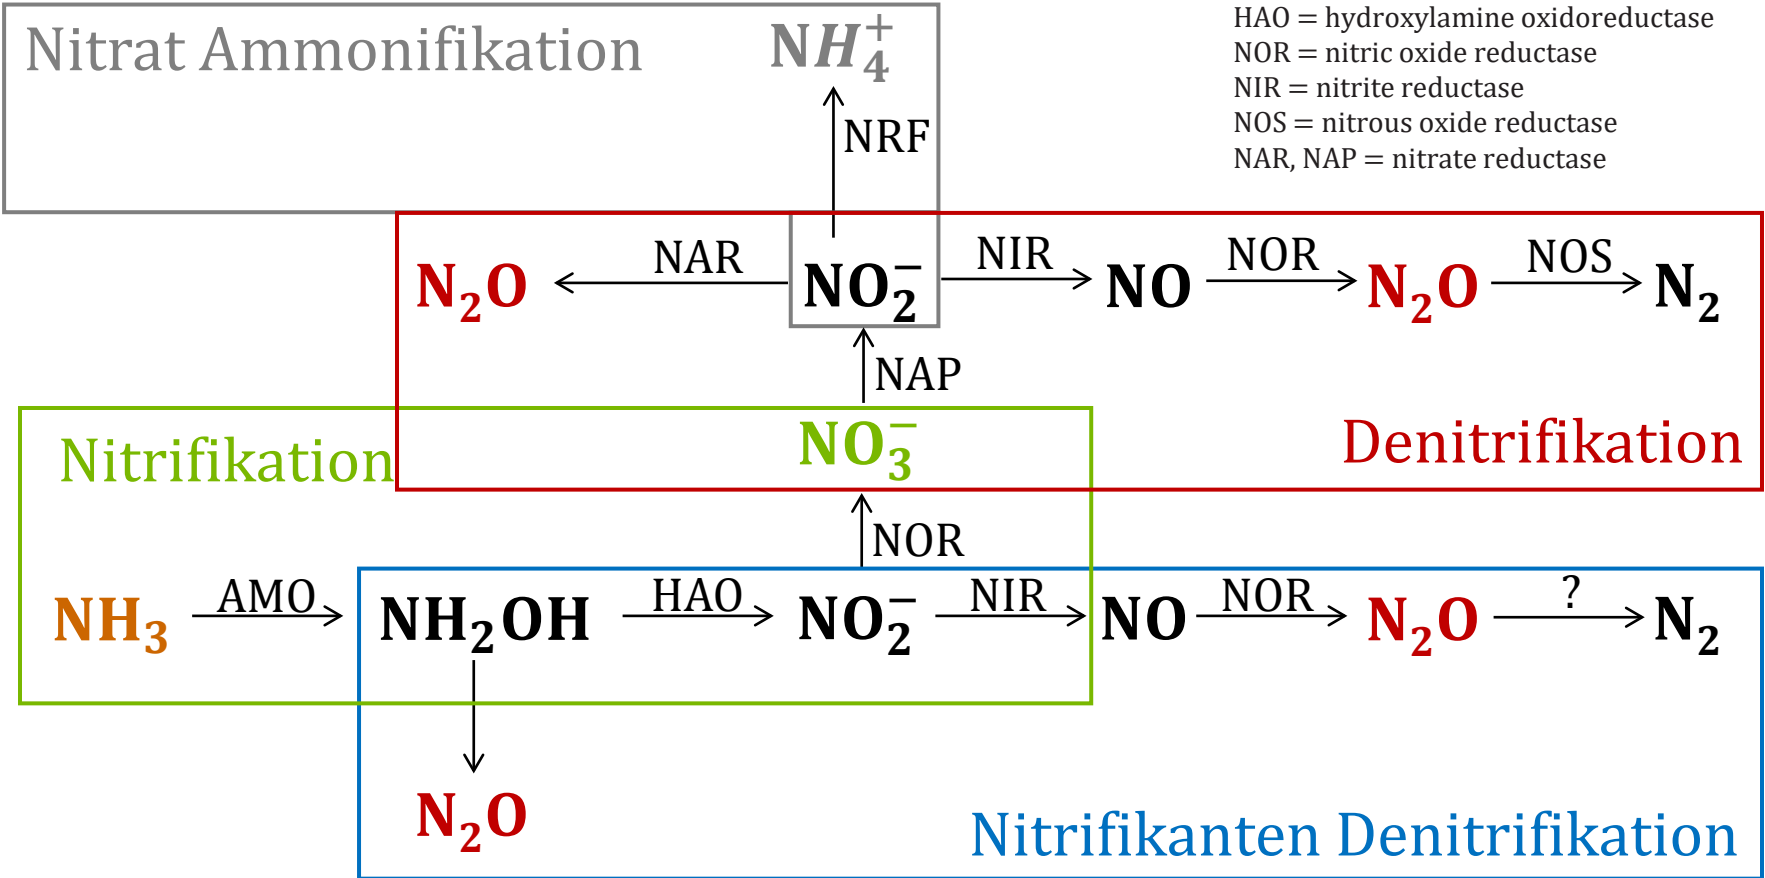 Nitrat Ammonifikation
NH₄⁺
HAO = hydroxylamine oxidoreductase
NOR = nitric oxide reductase
NIR = nitrite reductase
NOS = nitrous oxide reductase
NAR, NAP = nitrate reductase
NRF
N₂O NAR NO₂⁻ NIR NO NOR N₂O NOS N₂
NAP
Nitrifikation NO₃⁻ Denitrifikation
NOR
NH₃ AMO NH₂OH HAO NO₂⁻ NIR NO NOR N₂O ? N₂
N₂O
Nitrifikanten Denitrifikation